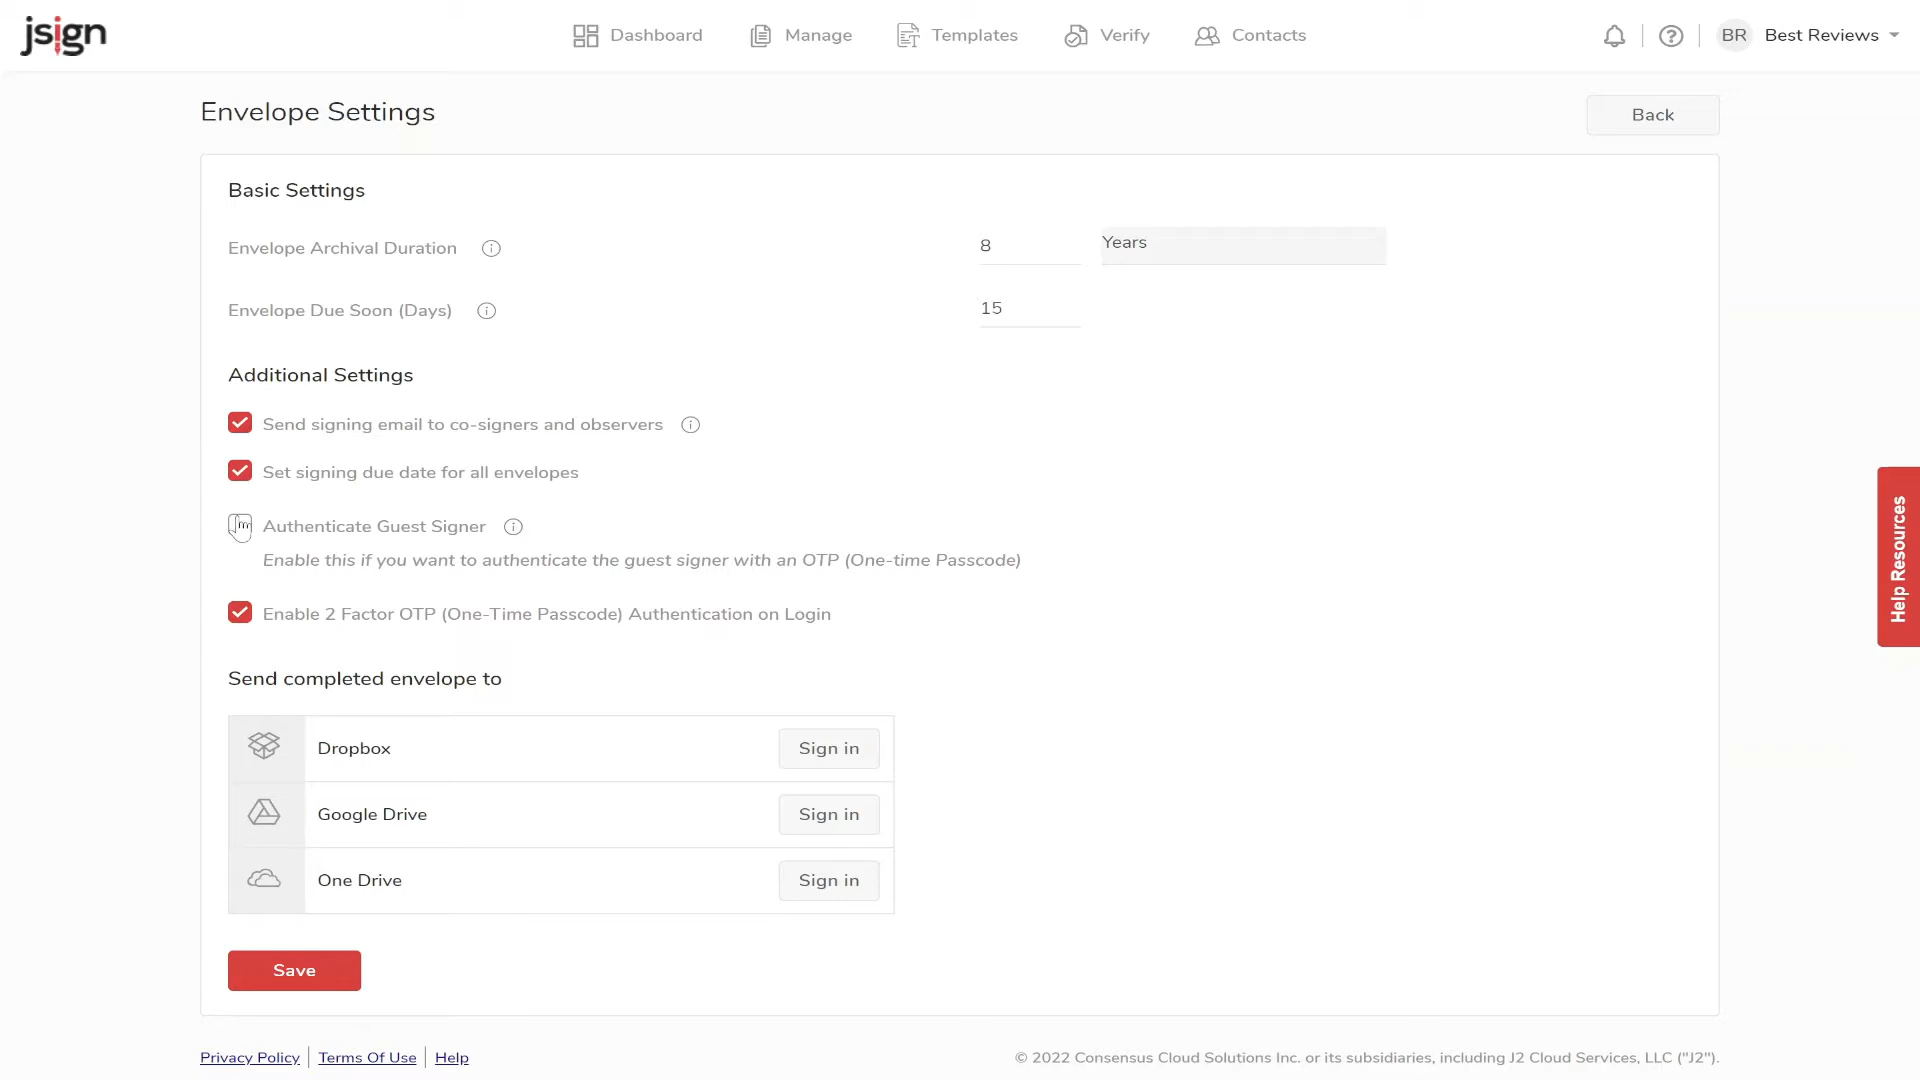 jsign
Dashboard
Manage
Templates
Verify
Contacts
BR
Best Reviews
Envelope Settings
Back
Basic Settings
Envelope Archival Duration
8
Years
Envelope Due Soon (Days)
15
Additional Settings
Send signing email to co-signers and observers
Set signing due date for all envelopes
Authenticate Guest Signer
Enable this if you want to authenticate the guest signer with an OTP (One-time Passcode)
Enable 2 Factor OTP (One-Time Passcode) Authentication on Login
Send completed envelope to
Dropbox
Sign in
Google Drive
Sign in
One Drive
Sign in
Save
Help Resources
Privacy Policy
Terms Of Use
Help
© 2022 Consensus Cloud Solutions Inc. or its subsidiaries, including J2 Cloud Services, LLC ("J2").